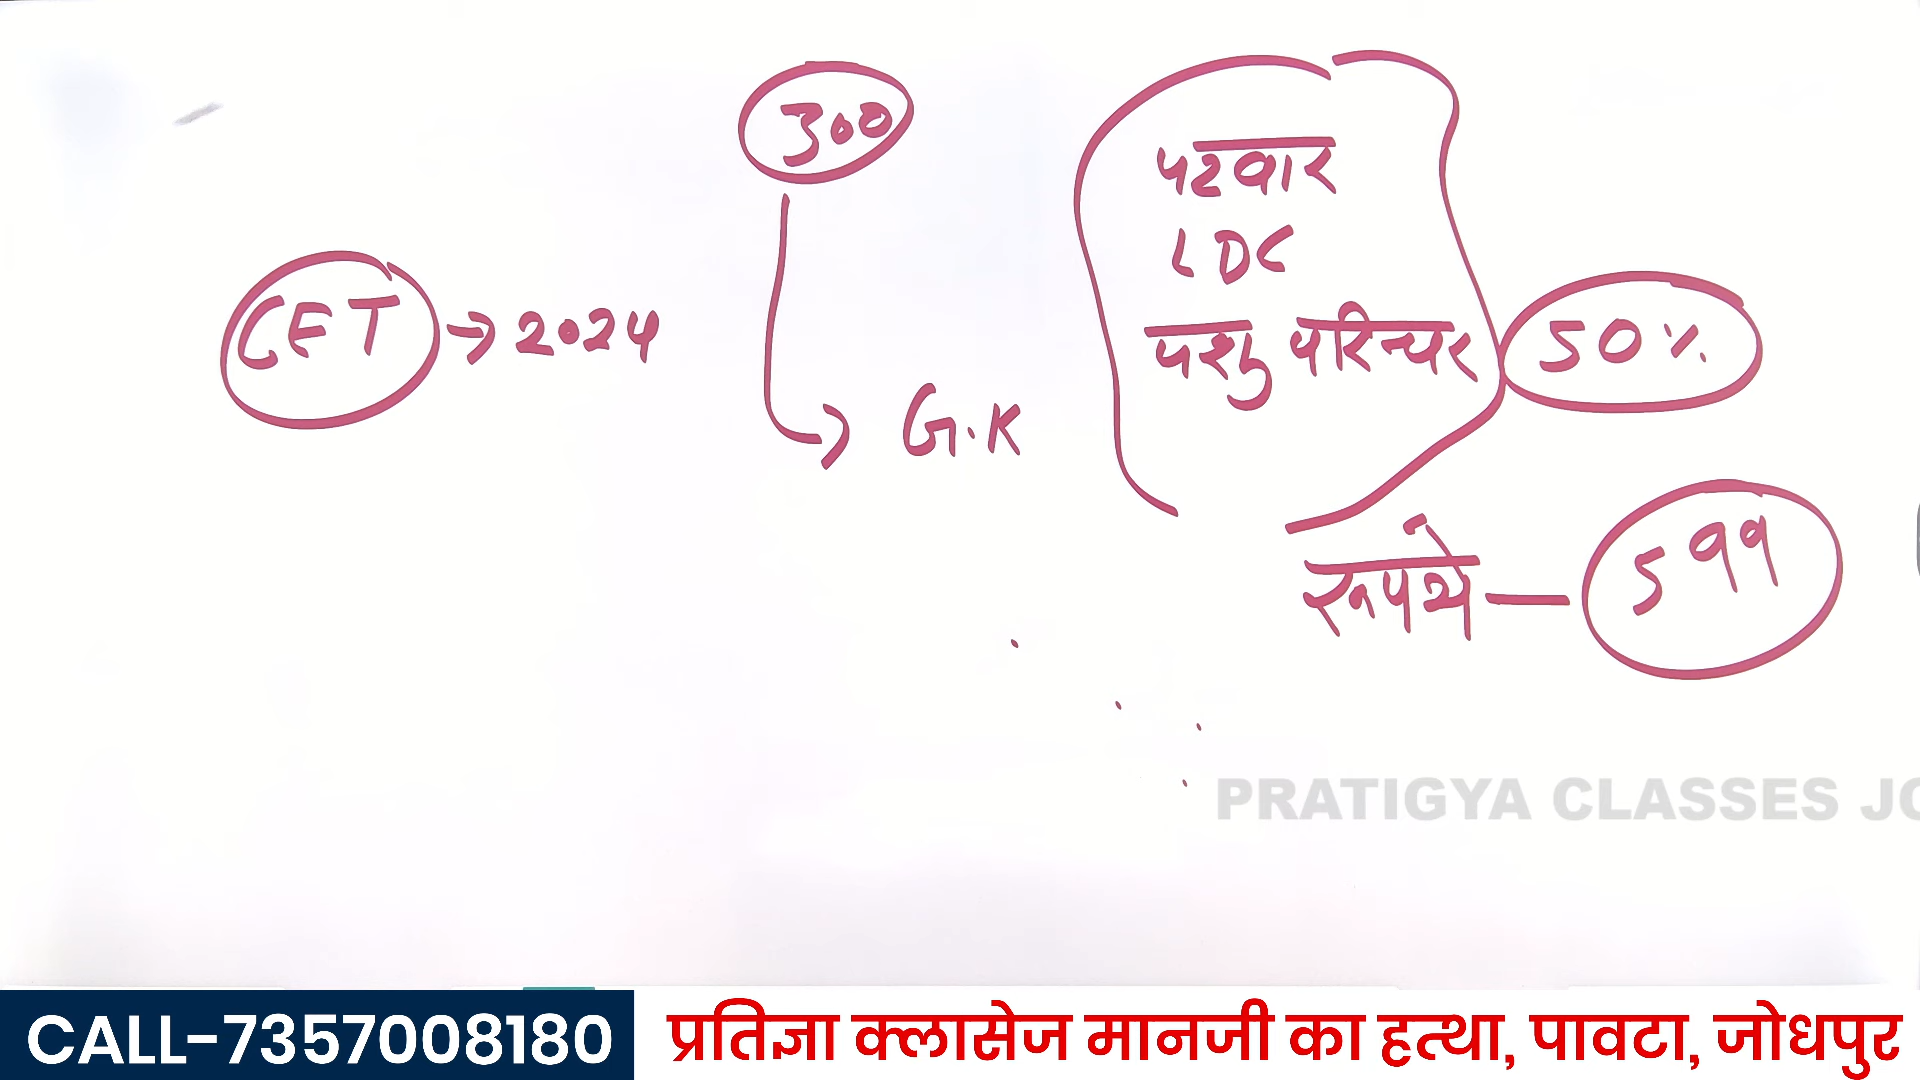 300
CET → 2024
G.K
पटवार
LDC
पशु परिचर
50%
रूपये — 599
PRATIGYA CLASSES JO
CALL-7357008180
प्रतिज्ञा क्लासेज मानजी का हत्था, पावटा, जोधपुर